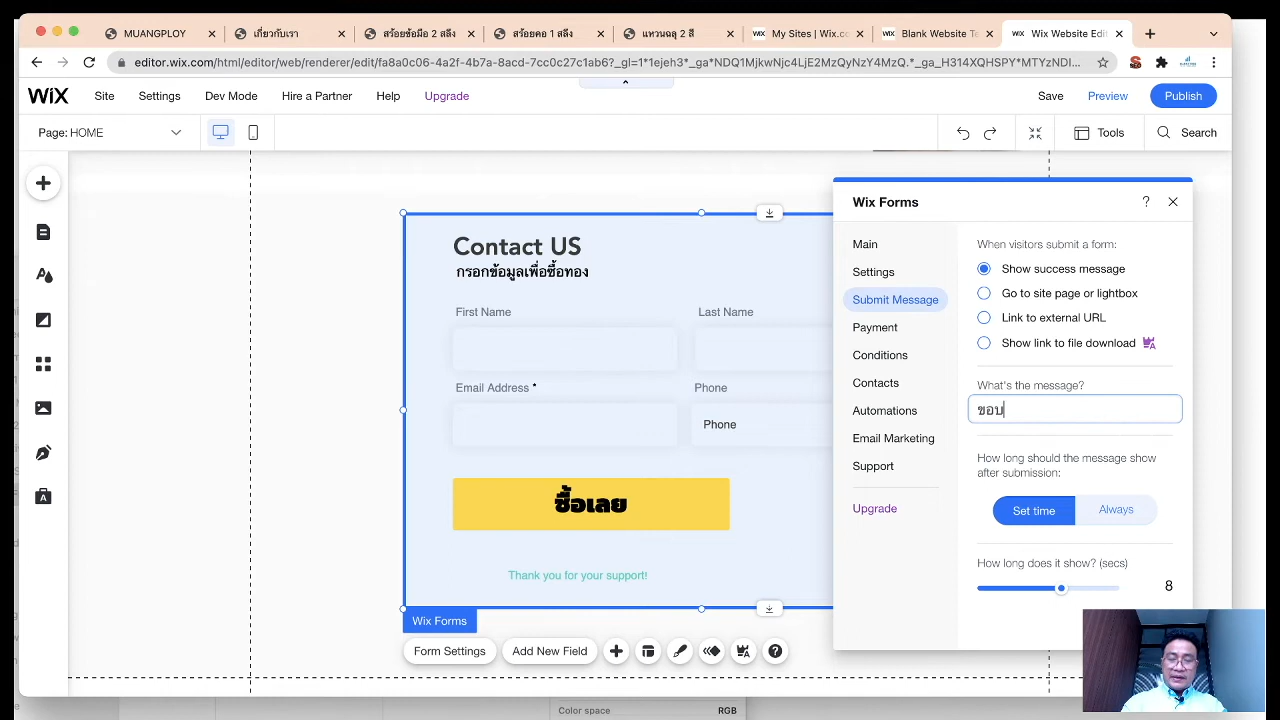 MUANGPLOY
เกี่ยวกับเรา
สร้อยข้อมือ 2 สลึง
สร้อยคอ 1 สลึง
แหวนฉลุ 2 สี
WiX My Sites | Wix.co
WiX Blank Website Te
WiX Wix Website Edi
editor.wix.com/html/editor/web/renderer/edit/fa8a0c06-4a2f-4b7a-8acd-7cc0c27c1ab6?_gl=1*1ejeh3*_ga*NDQ1MjkwNjc4LjE2MzQyNzY4MzQ.*_ga_H314XQHSPY*MTYzNDI...
WiX Site Settings Dev Mode Hire a Partner Help Upgrade Save Preview Publish
Page: HOME Tools Search
Wix Forms ?
Contact US
กรอกข้อมูลเพื่อซื้อทอง
First Name Last Name
Email Address * Phone
Phone
ซื้อเลย
Thank you for your support!
Wix Forms
Form Settings Add New Field
Main
Settings
Submit Message
Payment
Conditions
Contacts
Automations
Email Marketing
Support
Upgrade
When visitors submit a form:
Show success message
Go to site page or lightbox
Link to external URL
Show link to file download
What's the message?
ขอบ
How long should the message show
after submission:
Set time Always
How long does it show? (secs)
8
Color space RGB